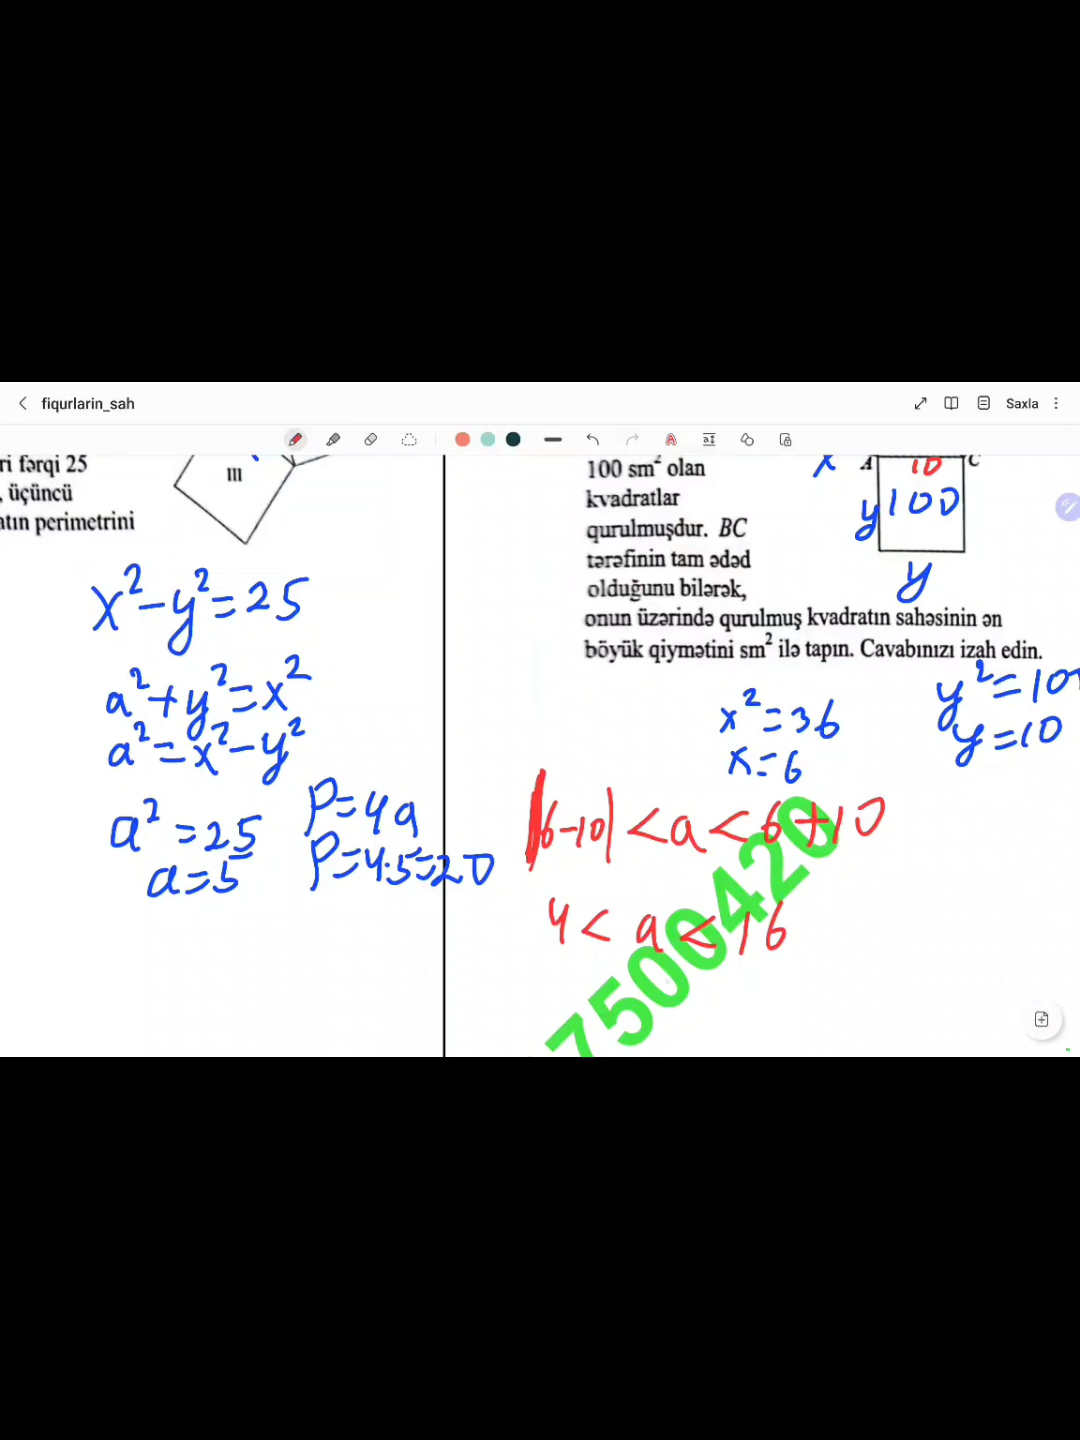 fiqurlarin_sah
Saxla
ri fərqi 25
, üçüncü
atın perimetrini
III
x²-y²=25
a²+y²=x²
a²=x²-y²
a²=25
a=5
P=4a
P=4.5=20
100 sm² olan
kvadratlar
qurulmuşdur. BC
tərəfinin tam ədəd
olduğunu bilərək,
onun üzərində qurulmuş kvadratın sahəsinin ən
böyük qiymətini sm² ilə tapın. Cavabınızı izah edin.
x A 10 C
y 100
y
x²=36
x=6
y²=10
y=10
|6-10|<a<6+10
4<a<16
7500420